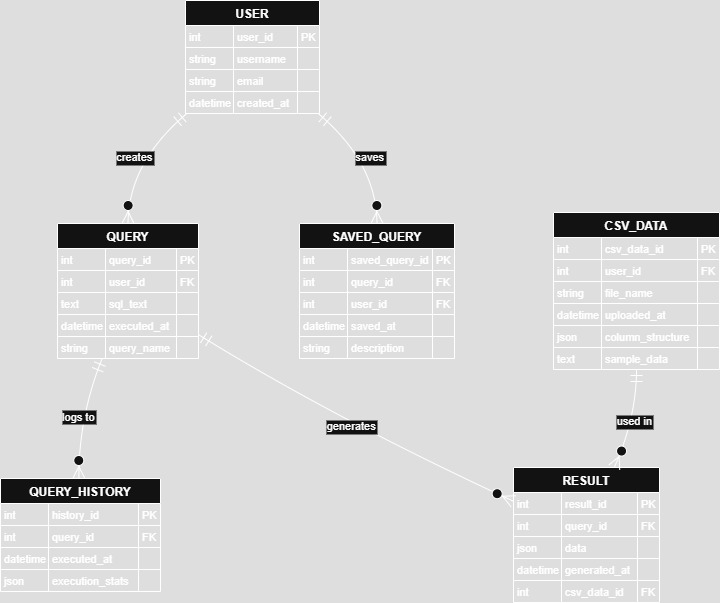 USER
int user_id PK
string username
string email
datetime created_at
creates
saves
QUERY
int query_id PK
int user_id FK
text sql_text
datetime executed_at
string query_name
SAVED_QUERY
int saved_query_id PK
int query_id FK
int user_id FK
datetime saved_at
string description
CSV_DATA
int csv_data_id PK
int user_id FK
string file_name
datetime uploaded_at
json column_structure
text sample_data
logs to
generates
used in
QUERY_HISTORY
int history_id PK
int query_id FK
datetime executed_at
json execution_stats
RESULT
int result_id PK
int query_id FK
json data
datetime generated_at
int csv_data_id FK